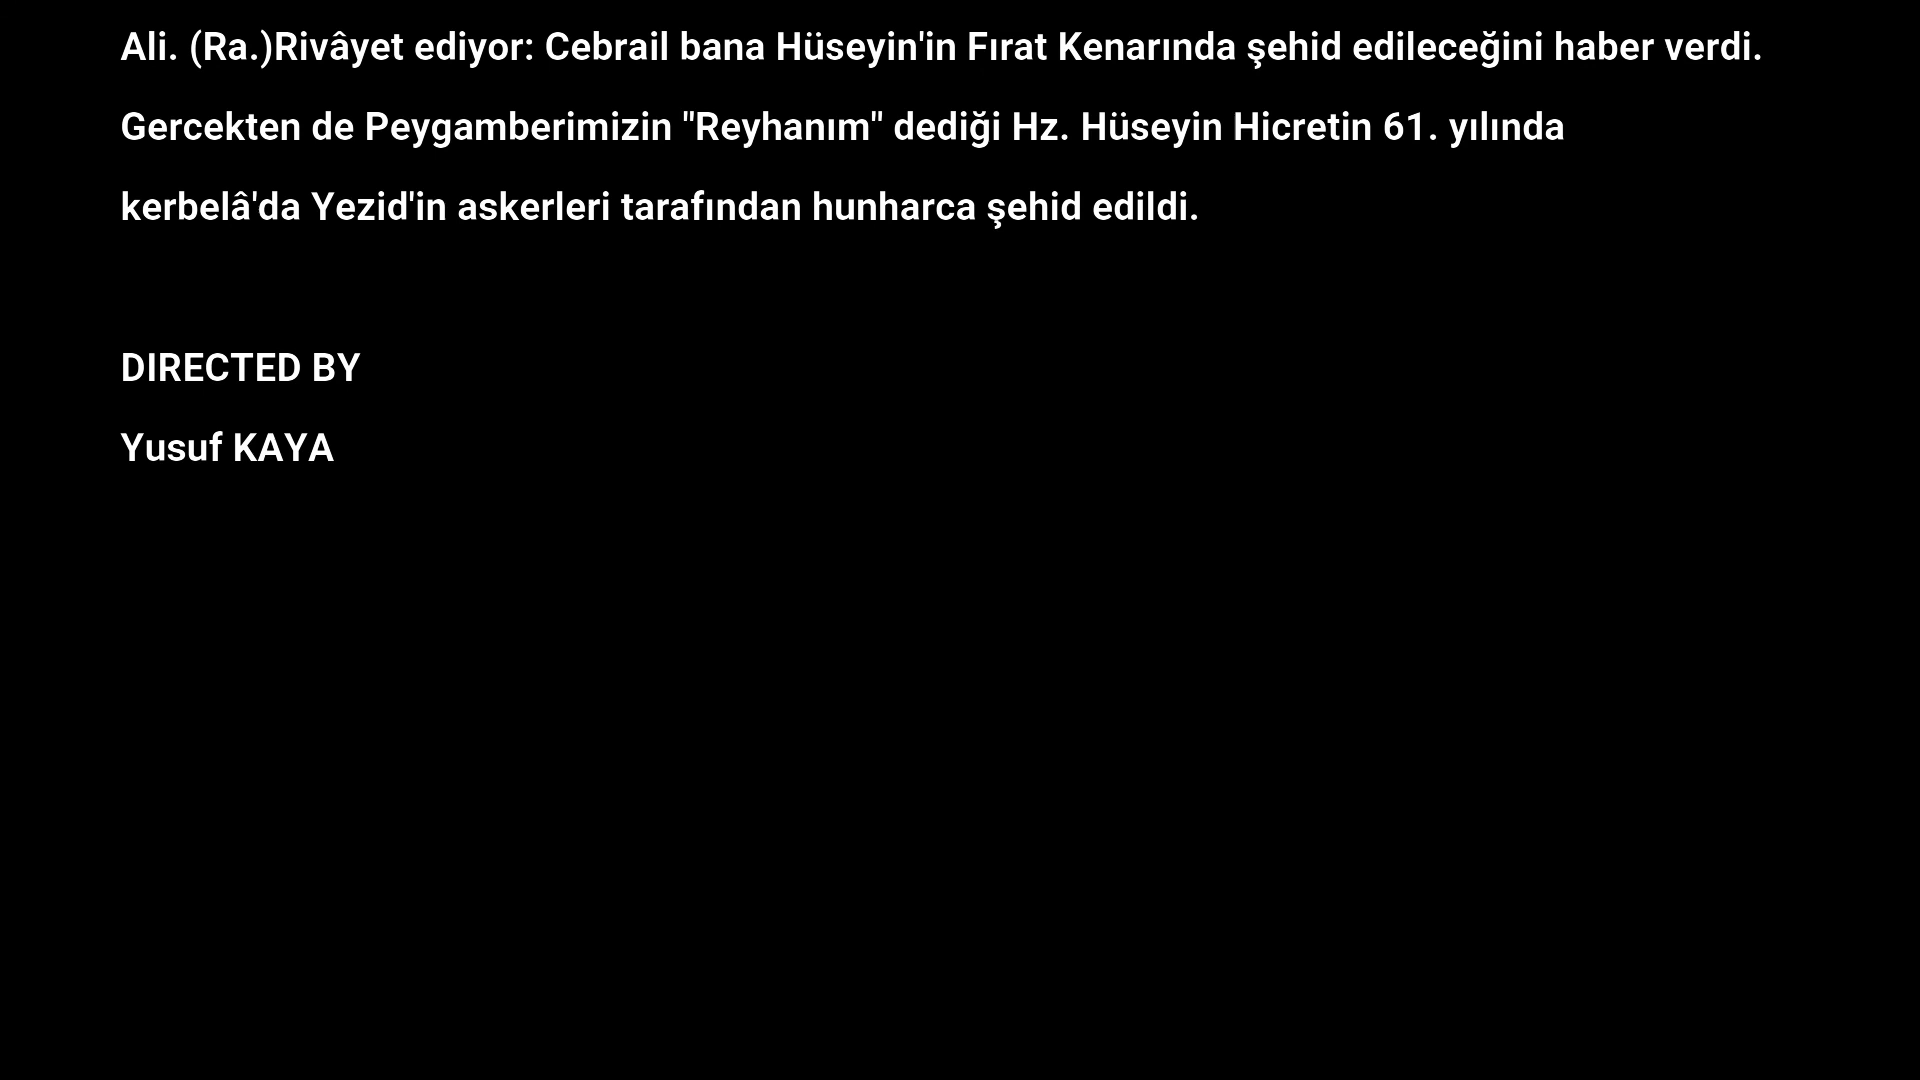 Ali. (Ra.)Rivâyet ediyor: Cebrail bana Hüseyin'in Fırat Kenarında şehid edileceğini haber verdi.
Gercekten de Peygamberimizin "Reyhanım" dediği Hz. Hüseyin Hicretin 61. yılında
kerbelâ'da Yezid'in askerleri tarafından hunharca şehid edildi.
DIRECTED BY
Yusuf KAYA